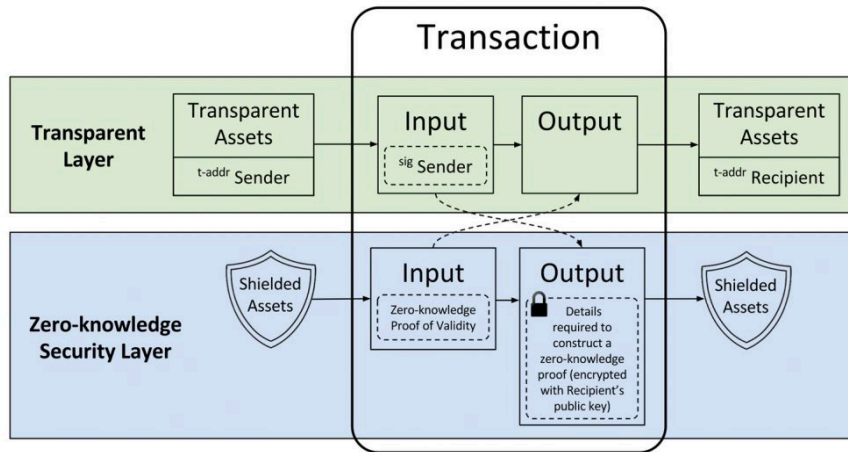 Transaction
Transparent
Layer
Transparent
Assets
t-addr Sender
Input
sig Sender
Output
Transparent
Assets
t-addr Recipient
Zero-knowledge
Security Layer
Shielded
Assets
Input
Zero-knowledge
Proof of Validity
Output
Details
required to
construct a
zero-knowledge
proof (encrypted
with Recipient's
public key)
Shielded
Assets